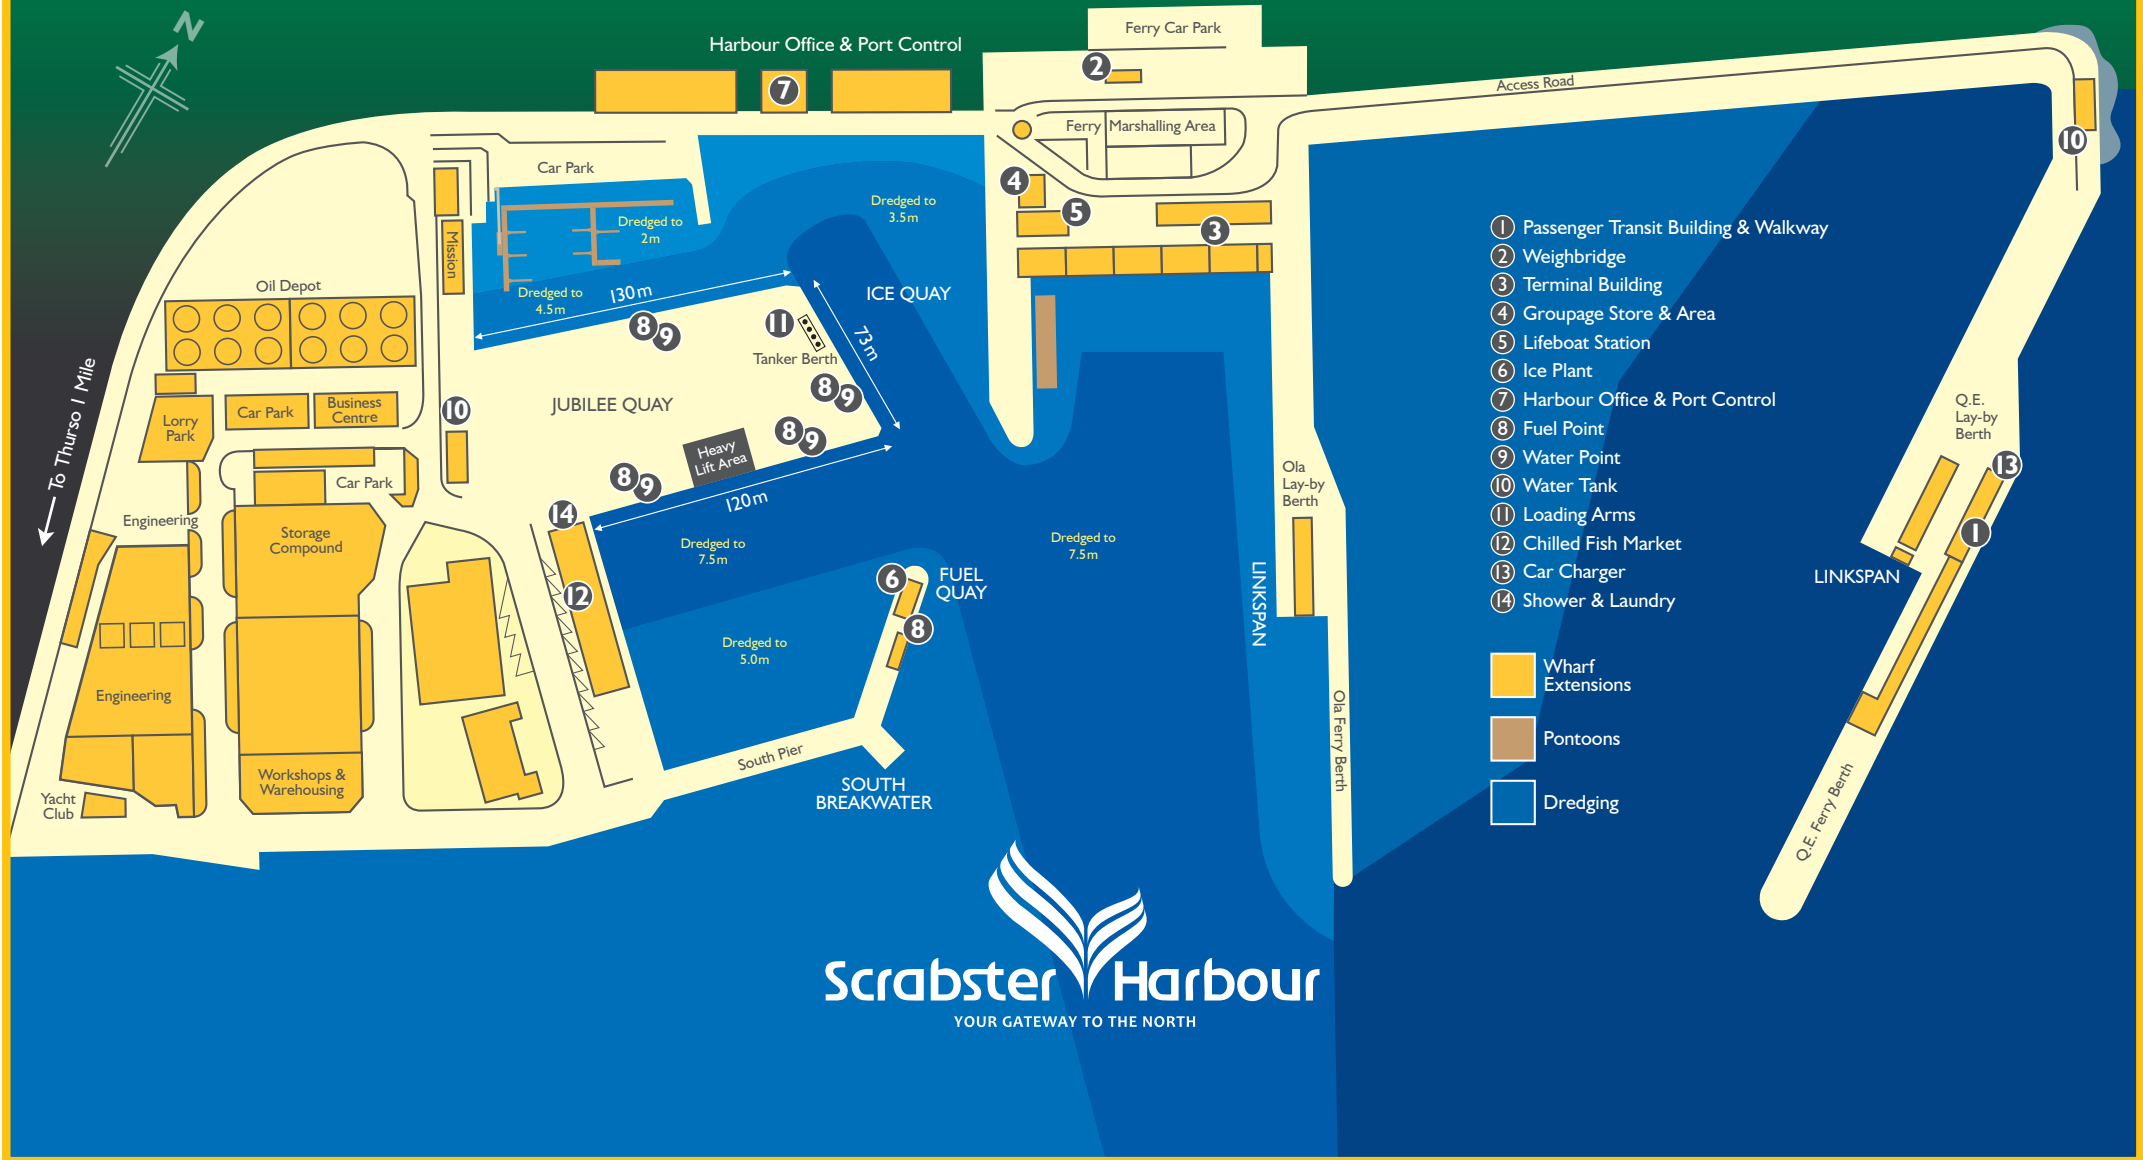 N
Harbour Office & Port Control
7
Ferry Car Park
2
Access Road
Ferry
Marshalling Area
10
Car Park
4
5
3
Dredged to
3.5m
Dredged to
2m
Mission
Dredged to
4.5m
130m
ICE QUAY
73m
Oil Depot
8
9
11
Tanker Berth
8
9
To Thurso 1 Mile
Lorry
Park
Car Park
Business
Centre
10
JUBILEE QUAY
8
9
Heavy
Lift Area
8
9
120m
14
Car Park
Engineering
Storage
Compound
Dredged to
7.5m
Dredged to
7.5m
12
6
FUEL
QUAY
8
Dredged to
5.0m
Engineering
Workshops &
Warehousing
Yacht
Club
South Pier
SOUTH
BREAKWATER
Ola
Lay-by
Berth
LINKSPAN
Ola Ferry Berth
1 Passenger Transit Building & Walkway
2 Weighbridge
3 Terminal Building
4 Groupage Store & Area
5 Lifeboat Station
6 Ice Plant
7 Harbour Office & Port Control
8 Fuel Point
9 Water Point
10 Water Tank
11 Loading Arms
12 Chilled Fish Market
13 Car Charger
14 Shower & Laundry
Wharf
Extensions
Pontoons
Dredging
Q.E.
Lay-by
Berth
13
1
LINKSPAN
Q.E. Ferry Berth
Scrabster Harbour
YOUR GATEWAY TO THE NORTH